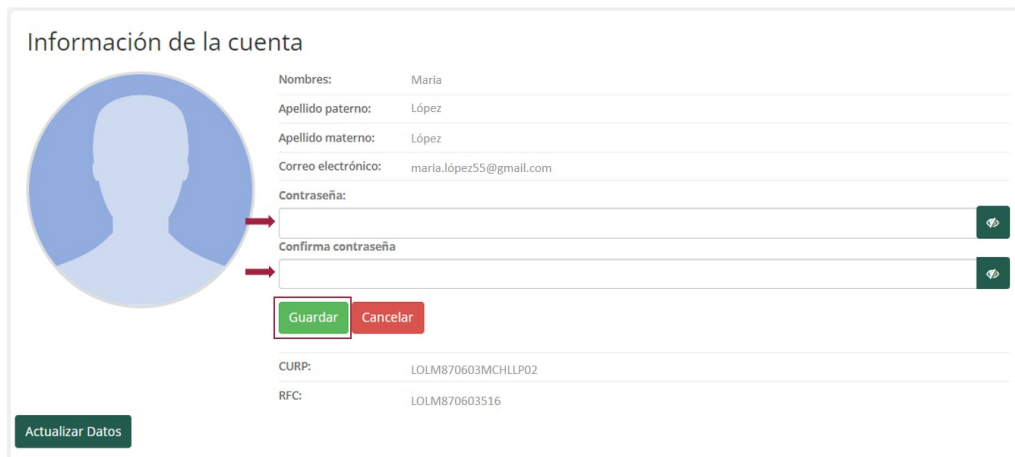 Información de la cuenta
Nombres: Maria
Apellido paterno: López
Apellido materno: López
Correo electrónico: maria.lópez55@gmail.com
Contraseña:
Confirma contraseña
Guardar Cancelar
CURP: LOLM870603MCHLLP02
RFC: LOLM870603516
Actualizar Datos